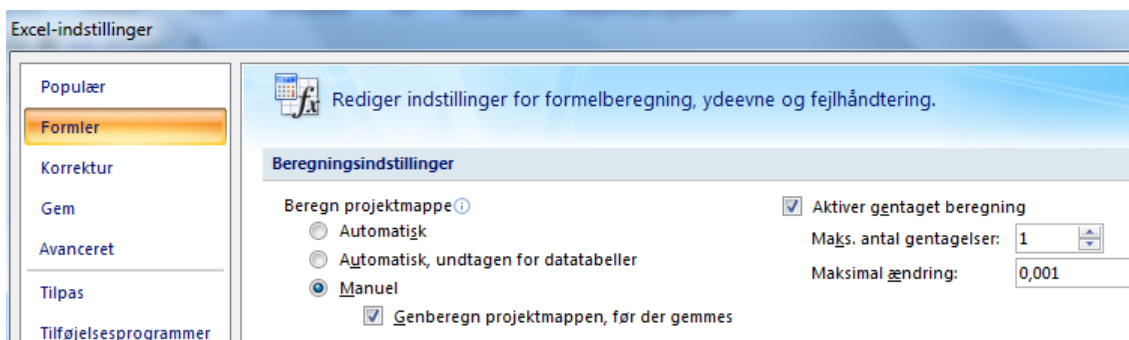 Excel-indstillinger
Populær
Formler
Korrektur
Gem
Avanceret
Tilpas
Tilføjelsesprogrammer
Rediger indstillinger for formelberegning, ydeevne og fejlhåndtering.
Beregningsindstillinger
Beregn projektmappe
Automatisk
Automatisk, undtagen for datatabeller
Manuel
Genberegn projektmappen, før der gemmes
Aktiver gentaget beregning
Maks. antal gentagelser: 1
Maksimal ændring: 0,001